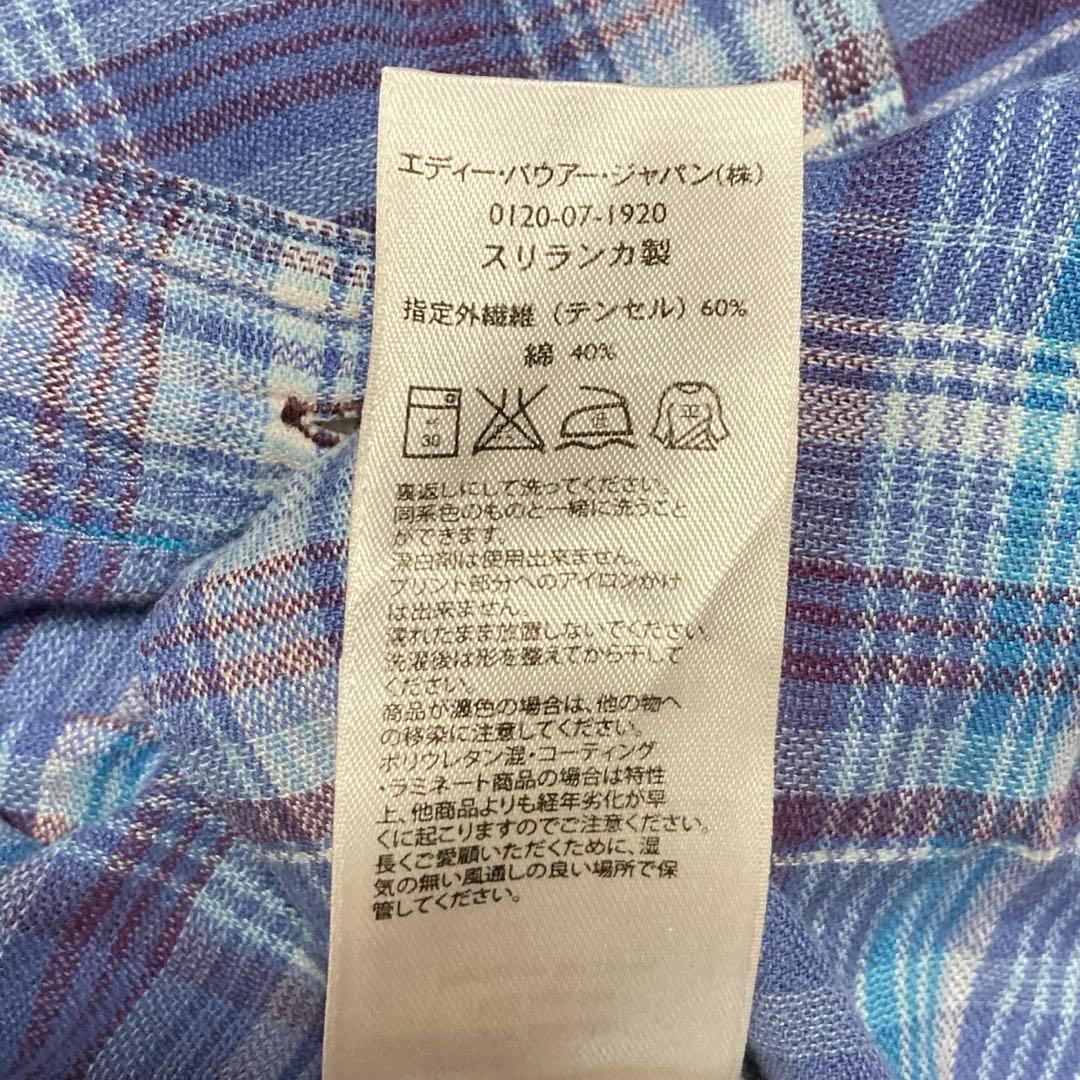 エディー・バウアー・ジャパン(株)
0120-07-1920
スリランカ製
指定外繊維(テンセル)60%
綿 40%
30
平
裏返しにして洗ってください。
同系色のものと一緒に洗うこと
ができます。
漂白剤は使用出来ません。
プリント部分へのアイロンかけ
は出来ません。
濡れたまま放置しないでください。
洗濯後は形を整えてから干して
ください。
商品が濃色の場合は、他の物へ
の移染に注意してください。
ポリウレタン混・コーティング
・ラミネート商品の場合は特性
上、他商品よりも経年劣化が早
くに起こりますのでご注意ください。
長くご愛顧いただくために、湿
気の無い風通しの良い場所で保
管してください。